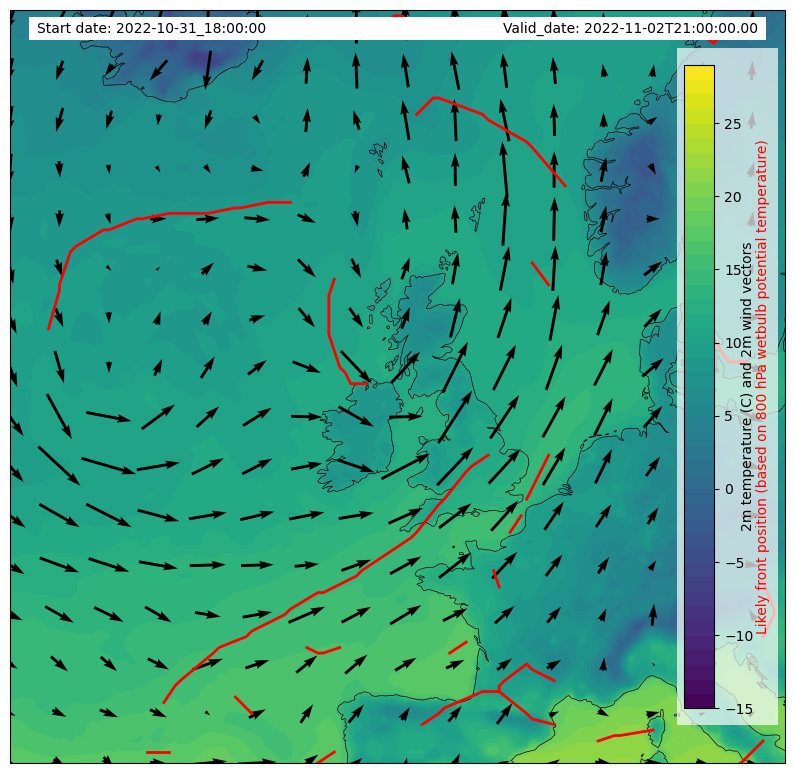 Start date: 2022-10-31_18:00:00
Valid_date: 2022-11-02T21:00:00.00
25
20
15
10
5
0
−5
−10
−15
2m temperature (C) and 2m wind vectors
Likely front position (based on 800 hPa wetbulb potential temperature)